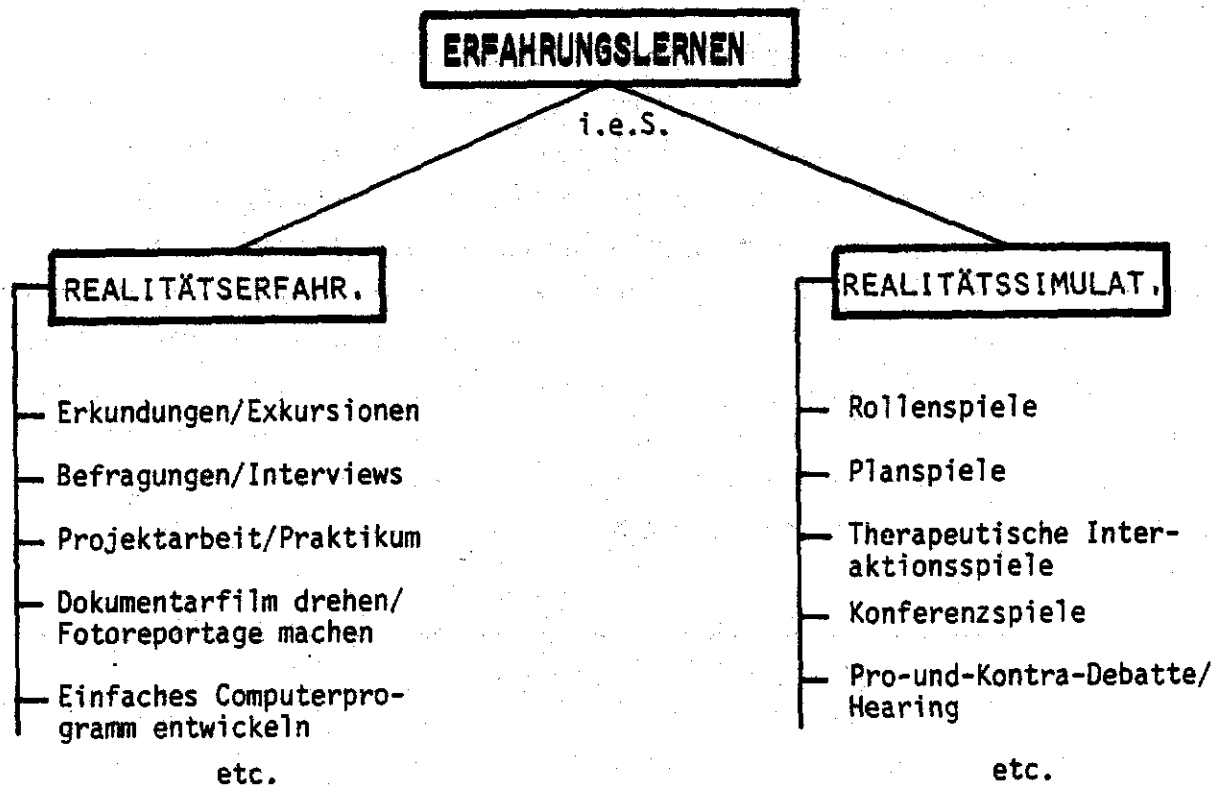 ERFAHRUNGSLERNEN
i.e.S.
REALITÄTSERFAHR.
Erkundungen/Exkursionen
Befragungen/Interviews
Projektarbeit/Praktikum
Dokumentarfilm drehen/
Fotoreportage machen
Einfaches Computerpro-
gramm entwickeln
etc.
REALITÄTSSIMULAT.
Rollenspiele
Planspiele
Therapeutische Inter-
aktionsspiele
Konferenzspiele
Pro-und-Kontra-Debatte/
Hearing
etc.